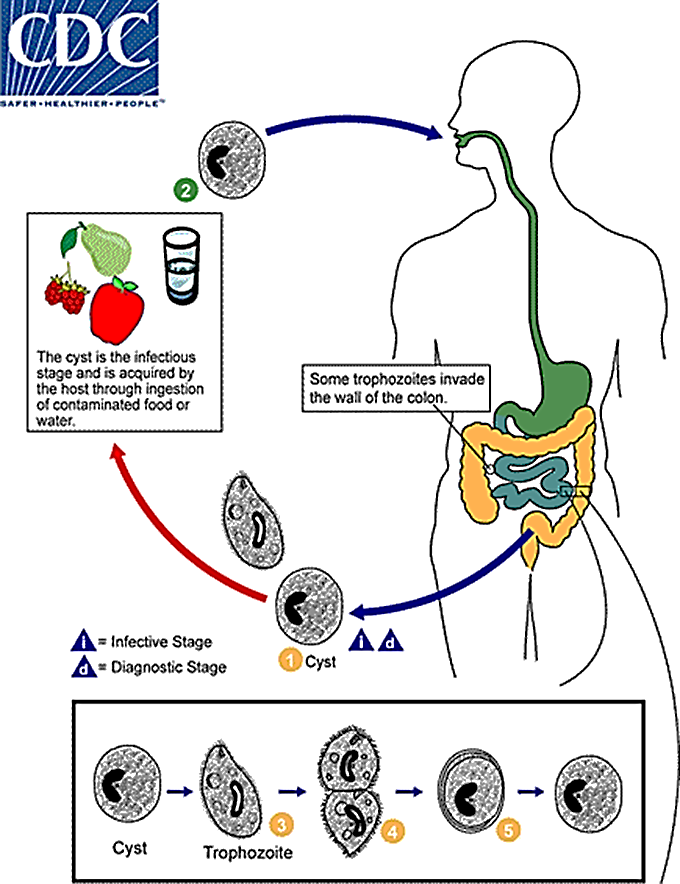 CDC
SAFER • HEALTHIER • PEOPLE™
2
The cyst is the infectious
stage and is acquired by
the host through ingestion
of contaminated food or
water.
Some trophozoites invade
the wall of the colon.
i = Infective Stage
d = Diagnostic Stage
i d
1 Cyst
Cyst
Trophozoite
3
4
5